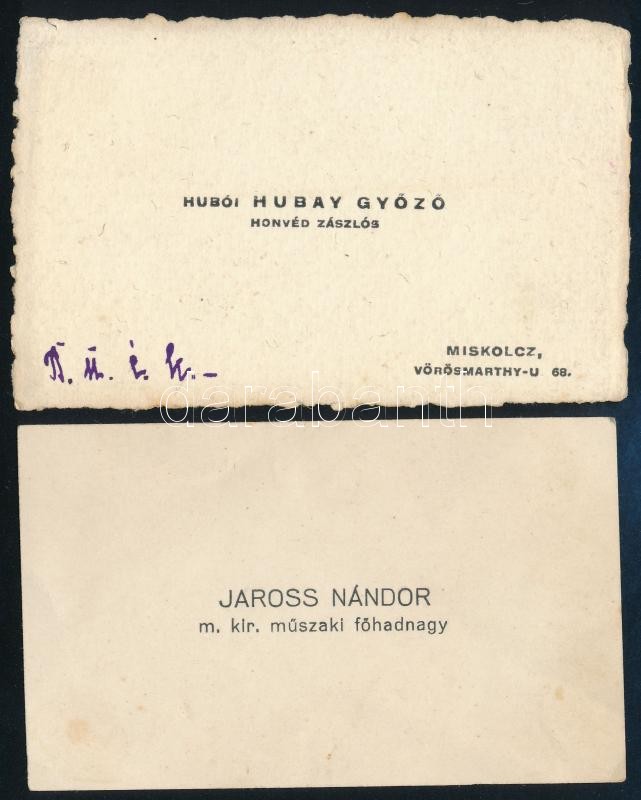 HUBÓI HUBAY GYŐZŐ
HONVÉD ZÁSZLÓS
B. ú. é. k. –
MISKOLCZ,
VÖRÖSMARTHY-U 68.
darabanth
JAROSS NÁNDOR
m. kir. műszaki főhadnagy